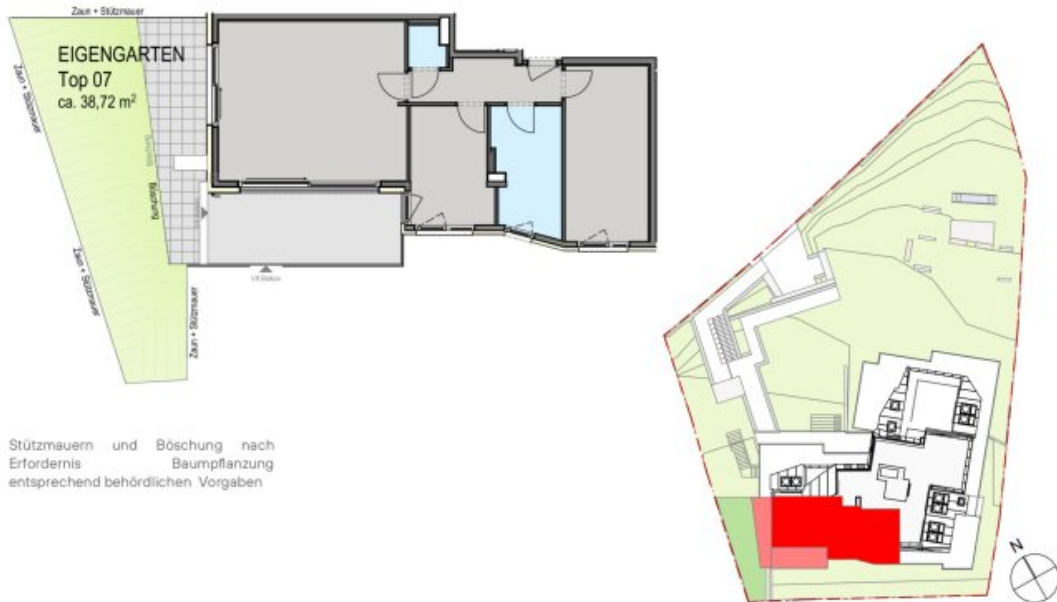 Zaun + Stützmauer
EIGENGARTEN
Top 07
ca. 38,72 m²
Zaun + Stützmauer
Böschung
Zaun + Stützmauer
Zaun + Stützmauer
Stützmauern und Böschung nach
Erfordernis Baumpflanzung
entsprechend behördlichen Vorgaben
N